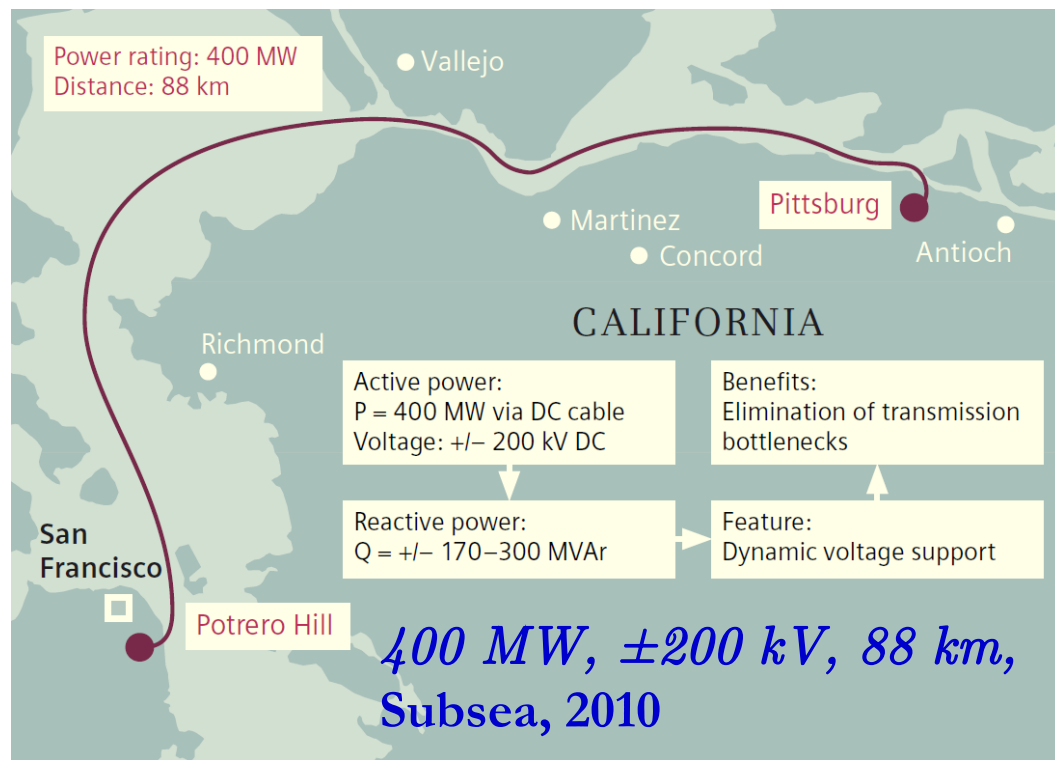 Power rating: 400 MW
Distance: 88 km
Vallejo
Pittsburg
Martinez
Antioch
Concord
CALIFORNIA
Richmond
Active power:
P = 400 MW via DC cable
Voltage: +/– 200 kV DC
Benefits:
Elimination of transmission
bottlenecks
Reactive power:
Q = +/– 170–300 MVAr
Feature:
Dynamic voltage support
San
Francisco
Potrero Hill
400 MW, ±200 kV, 88 km,
Subsea, 2010